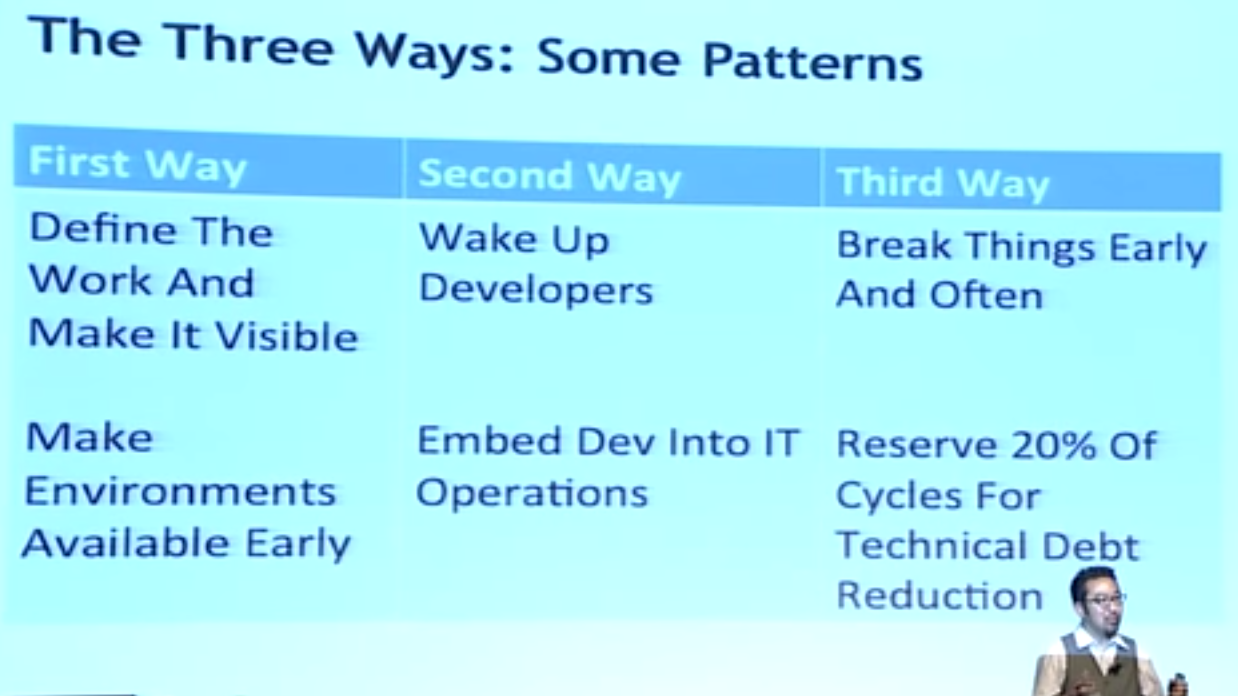 The Three Ways: Some Patterns
First Way
Second Way
Third Way
Define The
Work And
Make It Visible
Wake Up
Developers
Break Things Early
And Often
Make
Environments
Available Early
Embed Dev Into IT
Operations
Reserve 20% Of
Cycles For
Technical Debt
Reduction